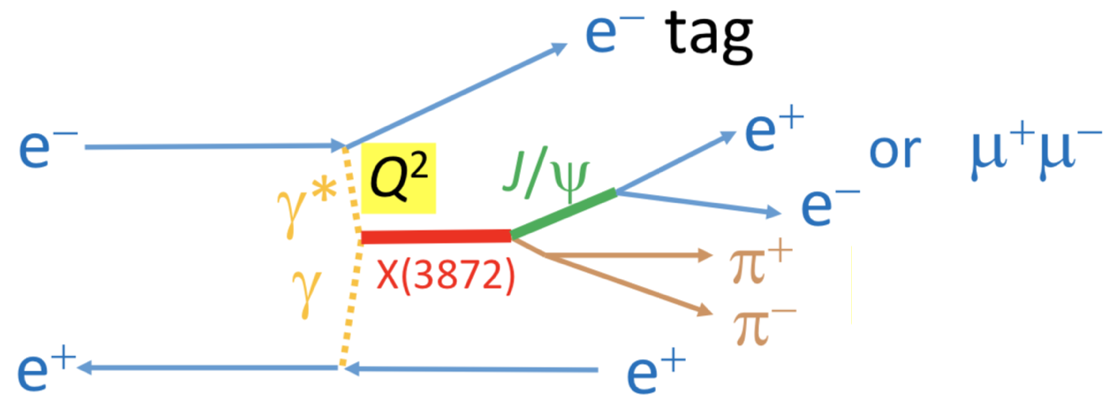 e⁻ tag
e⁻
γ*
Q²
J/ψ
e⁺
or μ⁺μ⁻
e⁻
γ
X(3872)
π⁺
π⁻
e⁺
e⁺